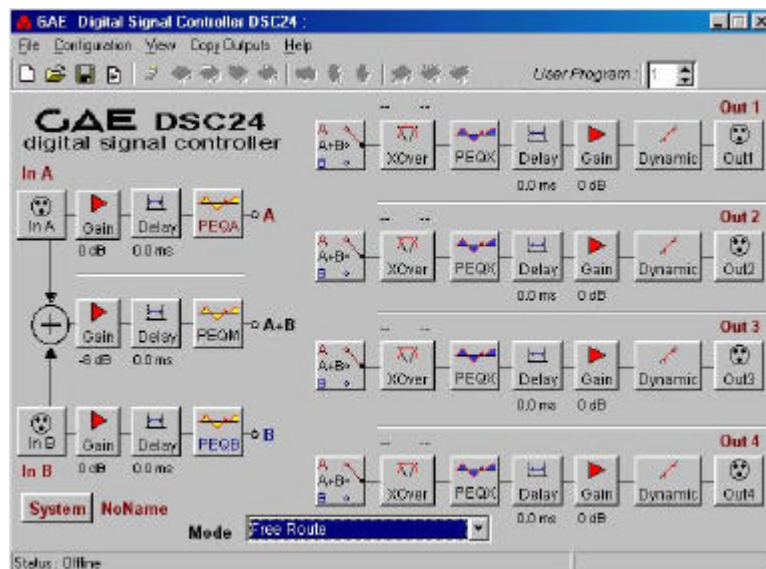 GAE Digital Signal Controller DSC24 :
File Configuration View Copy Outputs Help
User Program : 1
GAE DSC24
digital signal controller
In A
In A Gain Delay PEQA A
0 dB 0.0 ms
Gain Delay PEQM A+B
-6 dB 0.0 ms
In B Gain Delay PEQB B
In B 0 dB 0.0 ms
System NoName
Mode Free Route
-- -- Out 1
A A+B B XOver PEQX Delay Gain Dynamic Out1
0.0 ms 0 dB
-- -- Out 2
A A+B B XOver PEQX Delay Gain Dynamic Out2
0.0 ms 0 dB
-- -- Out 3
A A+B B XOver PEQX Delay Gain Dynamic Out3
0.0 ms 0 dB
-- -- Out 4
A A+B B XOver PEQX Delay Gain Dynamic Out4
0.0 ms 0 dB
Status : Offline